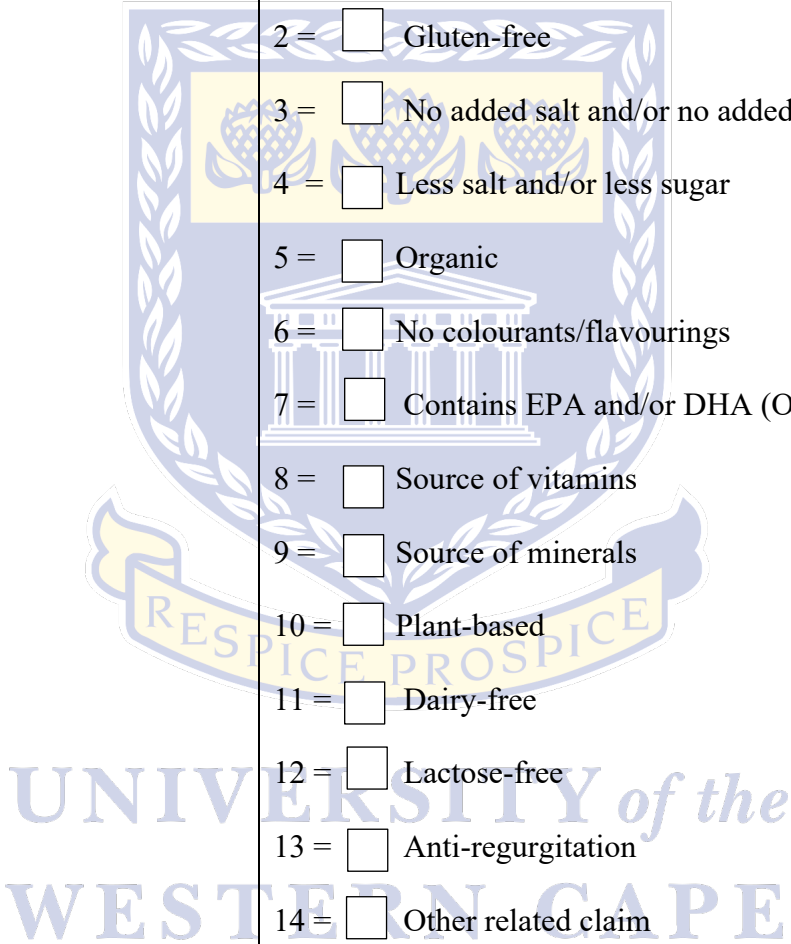 2 = Gluten-free
3 = No added salt and/or no added
4 = Less salt and/or less sugar
5 = Organic
6 = No colourants/flavourings
7 = Contains EPA and/or DHA (O
8 = Source of vitamins
9 = Source of minerals
10 = Plant-based
RESPICE PROSPICE
11 = Dairy-free
12 = Lactose-free
UNIVERSITY of the
13 = Anti-regurgitation
WESTERN CAPE
14 = Other related claim